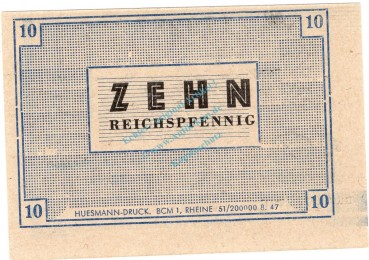 10 10
ZEHN
REICHSPFENNIG
10 10
HUESMANN-DRUCK, BCM 1, RHEINE 51/200000 8. 47